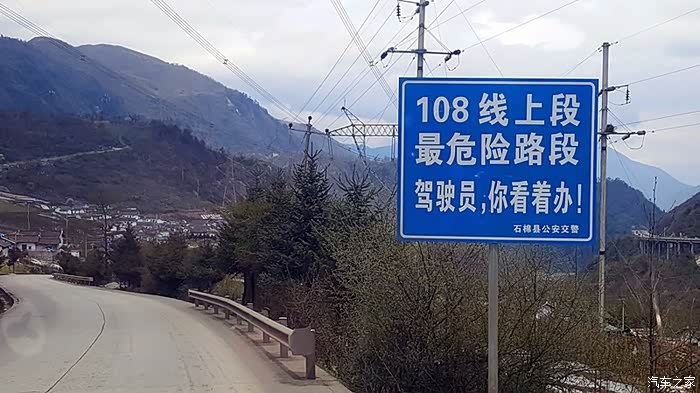 108线上段
最危险路段
驾驶员,你看着办!
石棉县公安交警
汽车之家